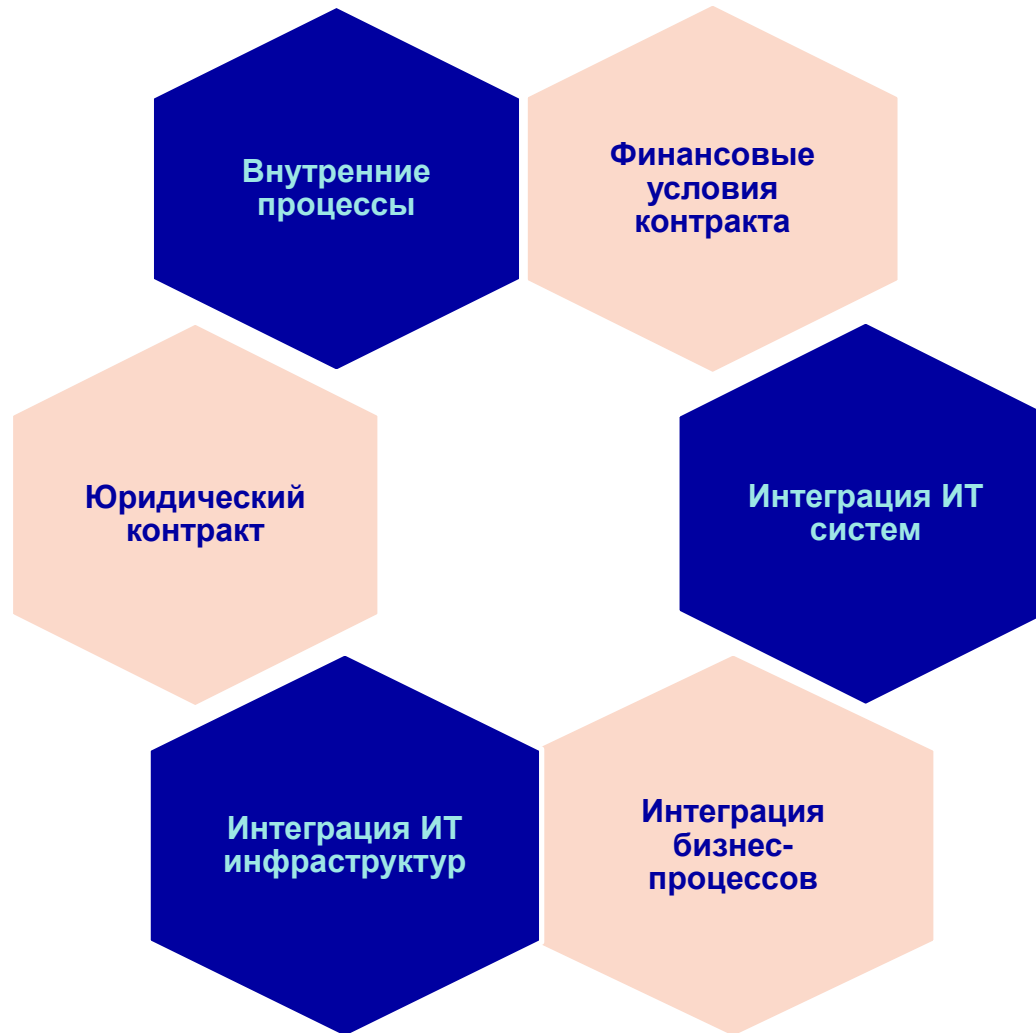 Внутренние
процессы
Финансовые
условия
контракта
Юридический
контракт
Интеграция ИТ
систем
Интеграция ИТ
инфраструктур
Интеграция
бизнес-
процессов